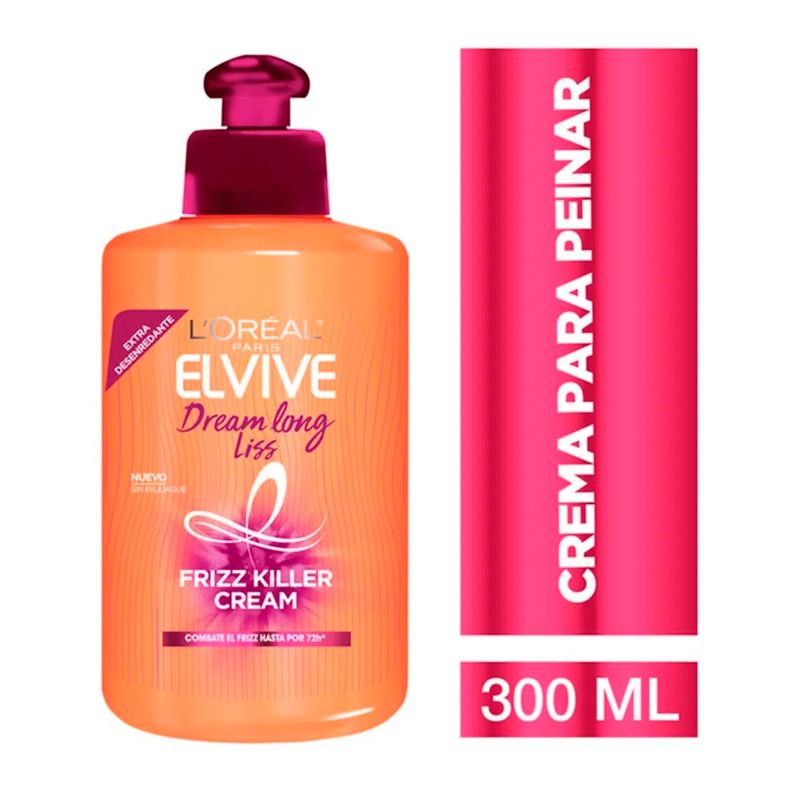 EXTRA
DESENREDANTE
L'ORÉAL
PARIS
ELVIVE
Dream long
Liss
NUEVO
SIN ENJUAGUE
FRIZZ KILLER
CREAM
COMBATE EL FRIZZ HASTA POR 72h*
CREMA PARA PEINAR
300 ML